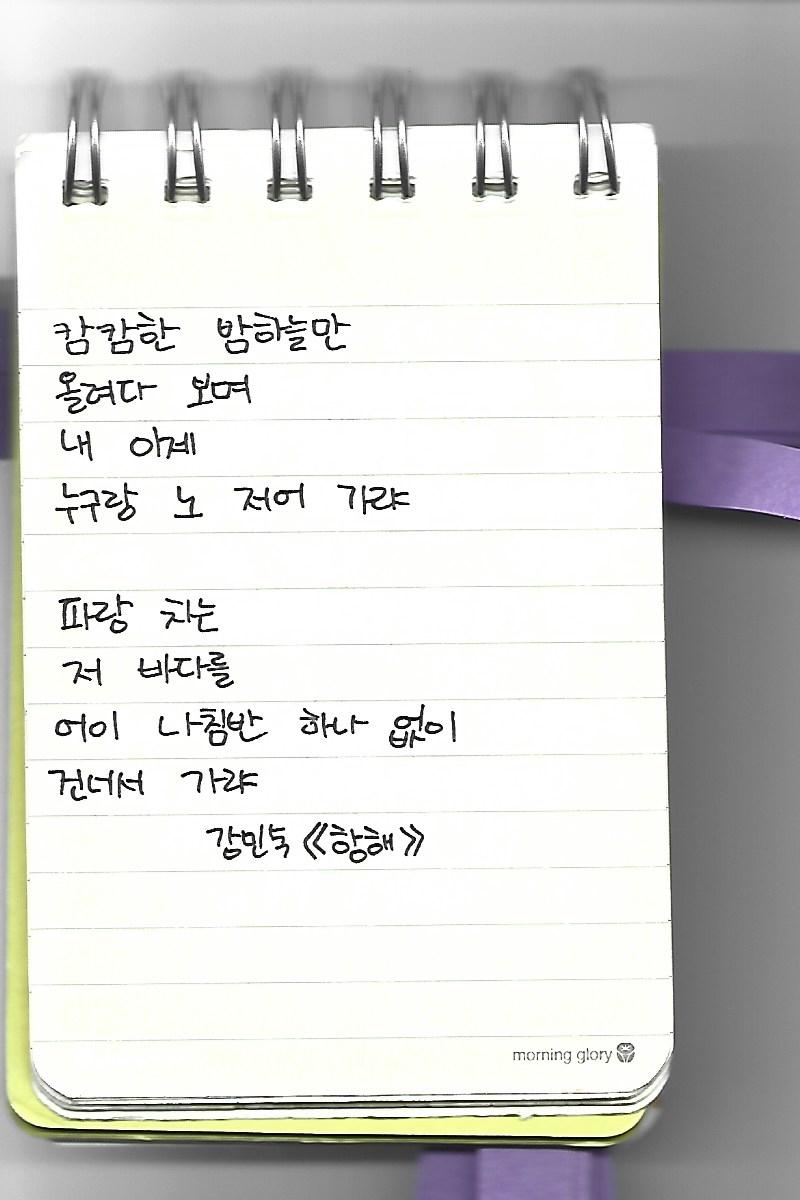 캄캄한 밤하늘만
올려다 보며
내 이제
누구랑 노 저어 가랴
파랑 치는
저 바다를
어이 나침반 하나 없이
건너서 가랴
강민숙 《항해》
morning glory